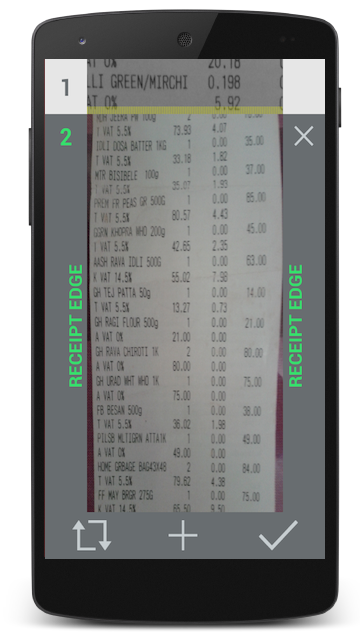 1
AT 0% 20.18
LLI GREEN/MIRCHI 0.198
AT 0% 5.92
2
T VAT 5.5% 73.93 4.07
IDLI DOSA BATTER 1KG 1 0.00 35.00
T VAT 5.5% 33.18 1.82
MTR BISIBELE 100g 1 0.00 37.00
T VAT 5.5% 35.07 1.93
PREM FR PEAS GH 500G 1 0.00 85.00
T VAT 5.5% 80.57 4.43
GGRN KHOPRA WHO 200g 1 0.00 45.00
T VAT 5.5% 42.65 2.35
AASH RAVA IDLI 500G 1 0.00 63.00
K VAT 14.5% 55.02 7.98
GH TEJ PATTA 50g 1 0.00 14.00
T VAT 5.5% 13.27 0.73
GH RAGI FLOUR 500g 1 0.00 21.00
A VAT 0% 21.00 0.00
GH RAVA CHIROTI 1K 2 0.00 80.00
A VAT 0% 80.00 0.00
GH URAD WHT WHO 1K 1 0.00 75.00
A VAT 0% 75.00 0.00
FB BESAN 500g 1 0.00 38.00
T VAT 5.5% 36.02 1.98
PILSB MLTIGRN ATTA1K 1 0.00 49.00
A VAT 0% 49.00 0.00
HOME GRBAGE BAG43X48 2 0.00 84.00
T VAT 5.5% 79.62 4.38
FF MAY BRGR 275G 1 0.00 75.00
K VAT 14.5% 65.50 9.50
RECEIPT EDGE
RECEIPT EDGE